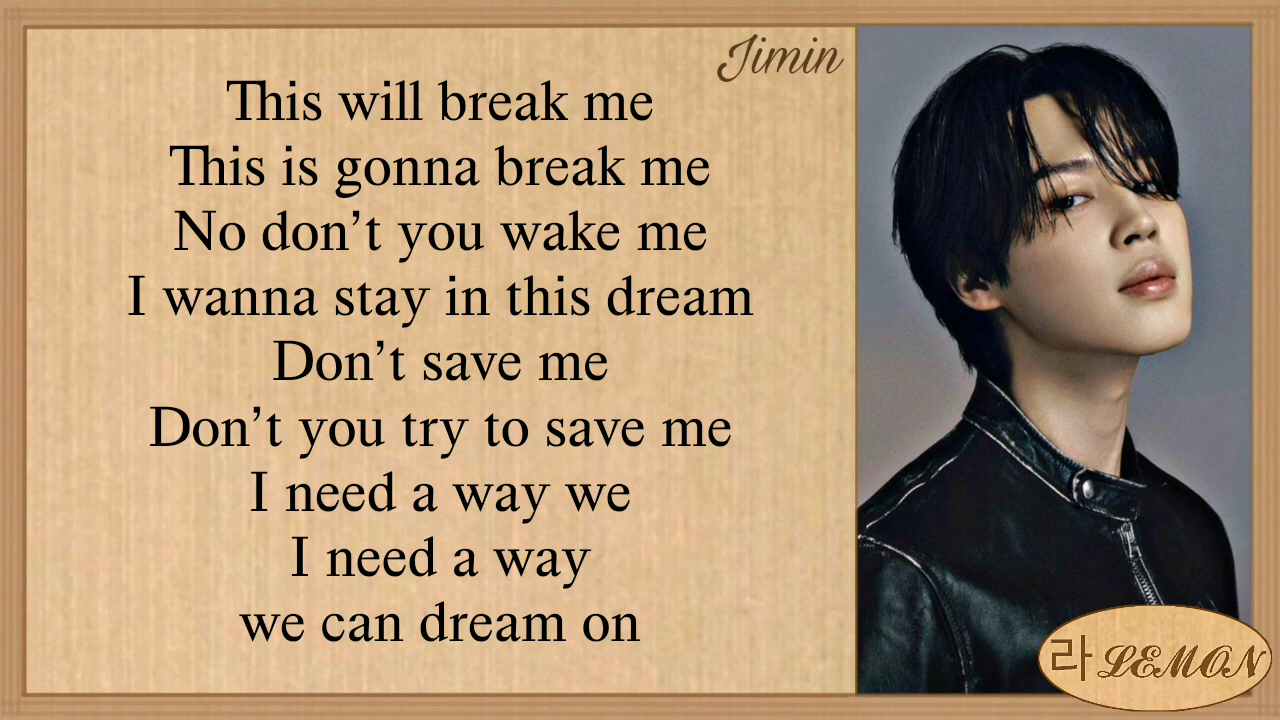 Jimin
This will break me
This is gonna break me
No don’t you wake me
I wanna stay in this dream
Don’t save me
Don’t you try to save me
I need a way we
I need a way
we can dream on
라 LEMON